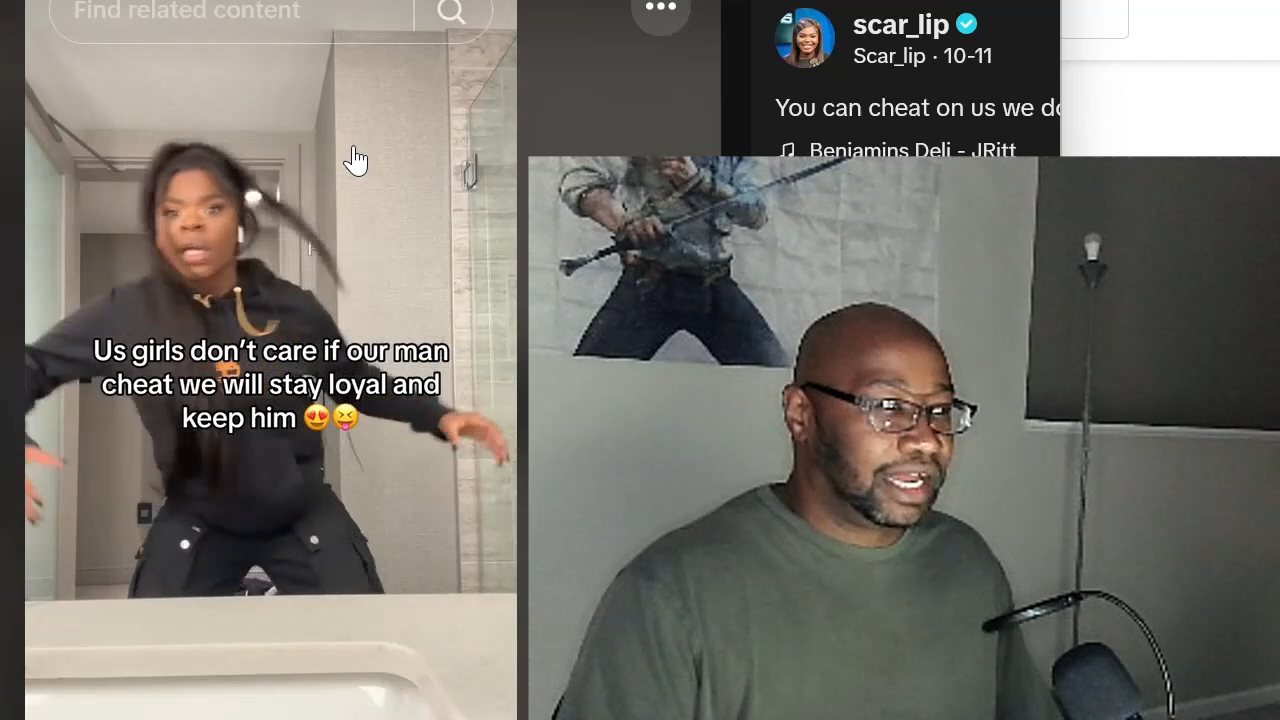 Find related content
scar_lip
Scar_lip · 10-11
You can cheat on us we do
Benjamins Deli - JRitt
Us girls don’t care if our man
cheat we will stay loyal and
keep him 😍😝